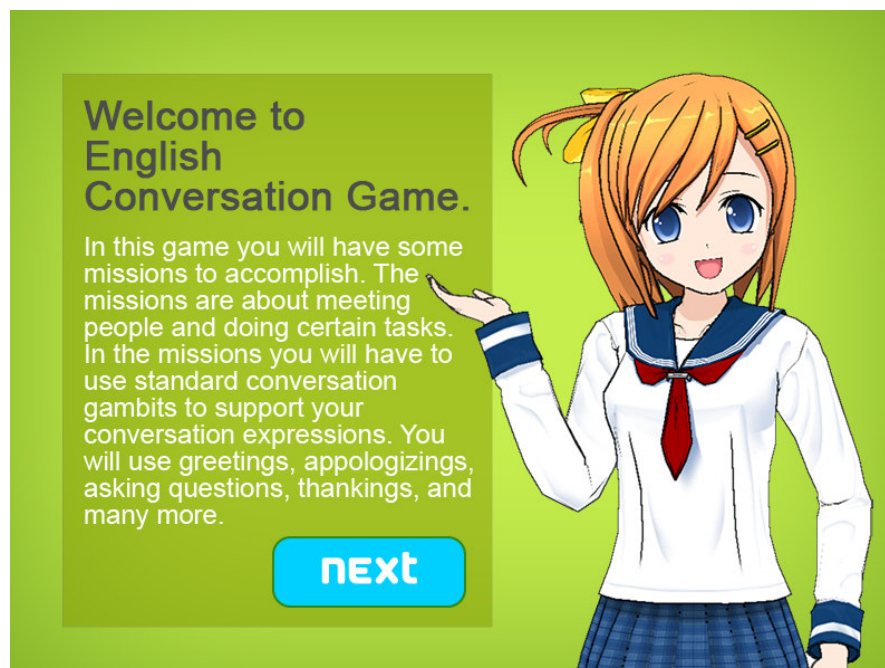 Welcome to
English
Conversation Game.
In this game you will have some
missions to accomplish. The
missions are about meeting
people and doing certain tasks.
In the missions you will have to
use standard conversation
gambits to support your
conversation expressions. You
will use greetings, appologizings,
asking questions, thankings, and
many more.
next